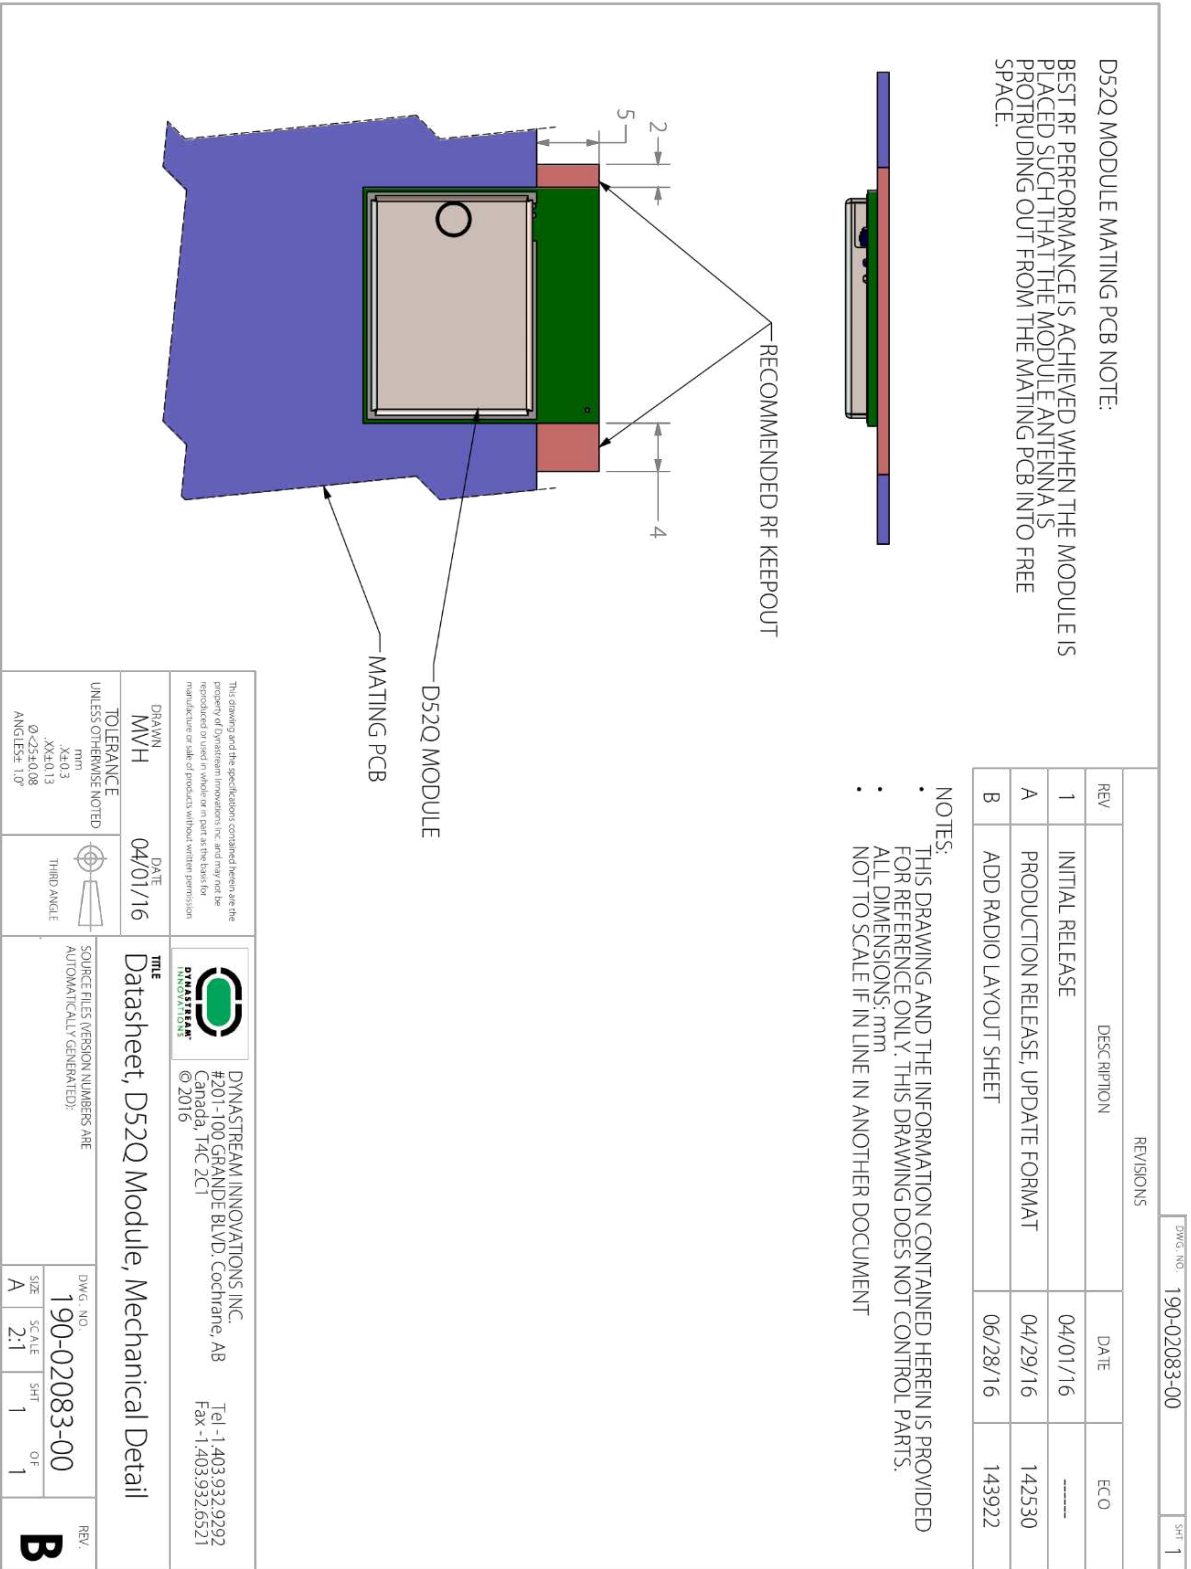 DWG. NO. 190-02083-00 SHT 1
REVISIONS
REV DESCRIPTION DATE ECO
1 INITIAL RELEASE 04/01/16 ------
A PRODUCTION RELEASE, UPDATE FORMAT 04/29/16 142530
B ADD RADIO LAYOUT SHEET 06/28/16 143922
D52Q MODULE MATING PCB NOTE:
BEST RF PERFORMANCE IS ACHIEVED WHEN THE MODULE IS
PLACED SUCH THAT THE MODULE ANTENNA IS
PROTRUDING OUT FROM THE MATING PCB INTO FREE
SPACE.
NOTES:
• THIS DRAWING AND THE INFORMATION CONTAINED HEREIN IS PROVIDED
FOR REFERENCE ONLY. THIS DRAWING DOES NOT CONTROL PARTS.
• ALL DIMENSIONS: mm
• NOT TO SCALE IF IN LINE IN ANOTHER DOCUMENT
RECOMMENDED RF KEEPOUT
2
4
5
D52Q MODULE
MATING PCB
This drawing and the specifications contained herein are the
property of Dynastream Innovations Inc. and may not be
reproduced or used in whole or in part as the basis for
manufacture or sale of products without written permission
DRAWN
MVH
DATE
04/01/16
TOLERANCE
UNLESS OTHERWISE NOTED
mm
.X±0.3
.XX±0.13
Ø<25±0.08
ANGLES± 1.0°
THIRD ANGLE
DYNASTREAM
INNOVATIONS
DYNASTREAM INNOVATIONS INC.
#201-100 GRANDE BLVD. Cochrane, AB
Canada, T4C 2C1
© 2016
Tel -1.403.932.9292
Fax -1.403.932.6521
TITLE
Datasheet, D52Q Module, Mechanical Detail
SOURCE FILES (VERSION NUMBERS ARE
AUTOMATICALLY GENERATED):
DWG. NO.
190-02083-00
SIZE A
SCALE 2:1
SHT 1 OF 1
REV.
B